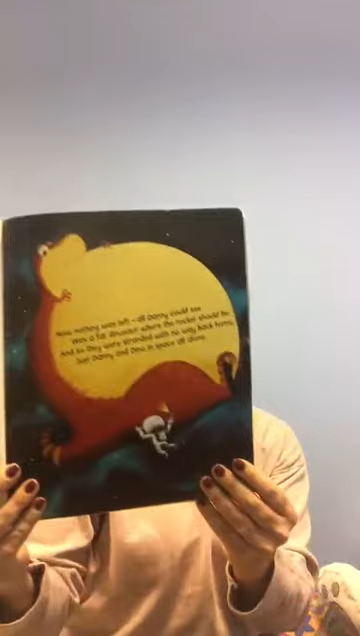 Now nothing was left – all Danny could see
Was a fat dinosaur where the rocket should be.
And so they were stranded with no way back home,
Just Danny and Dino in space all alone.